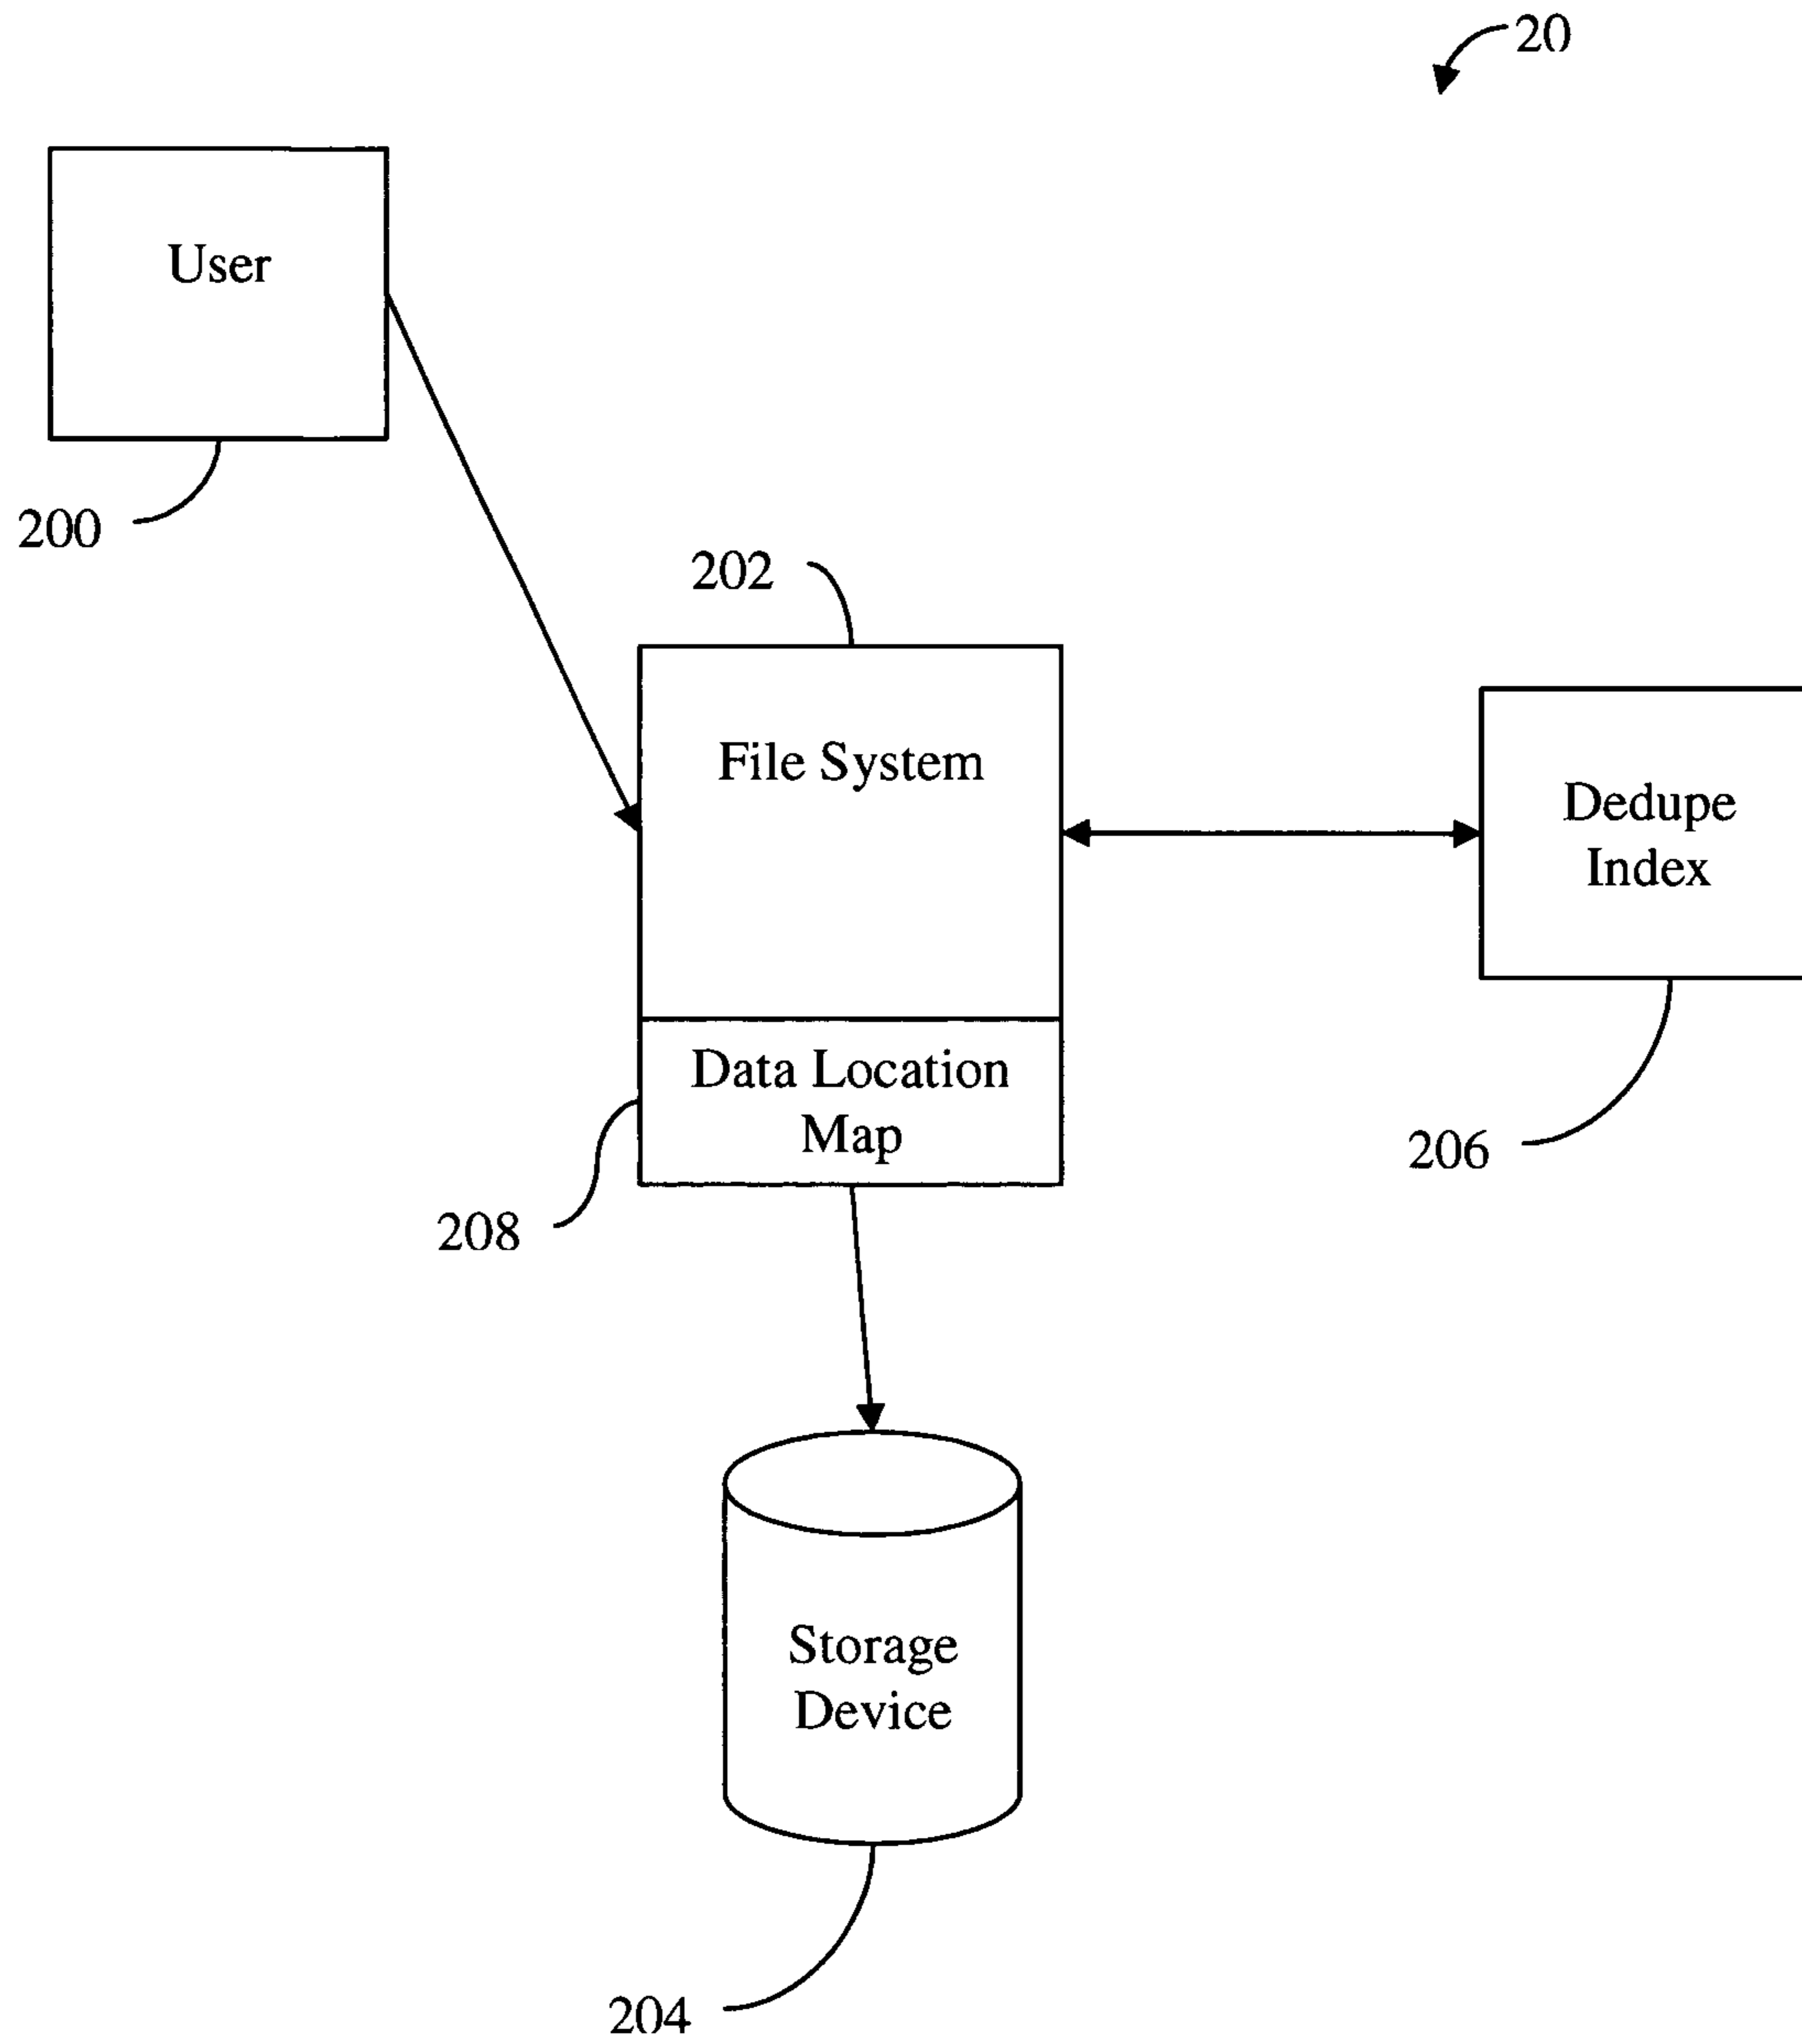 20
User
200
202
File System
Dedupe
Index
Data Location
Map
206
208
Storage
Device
204